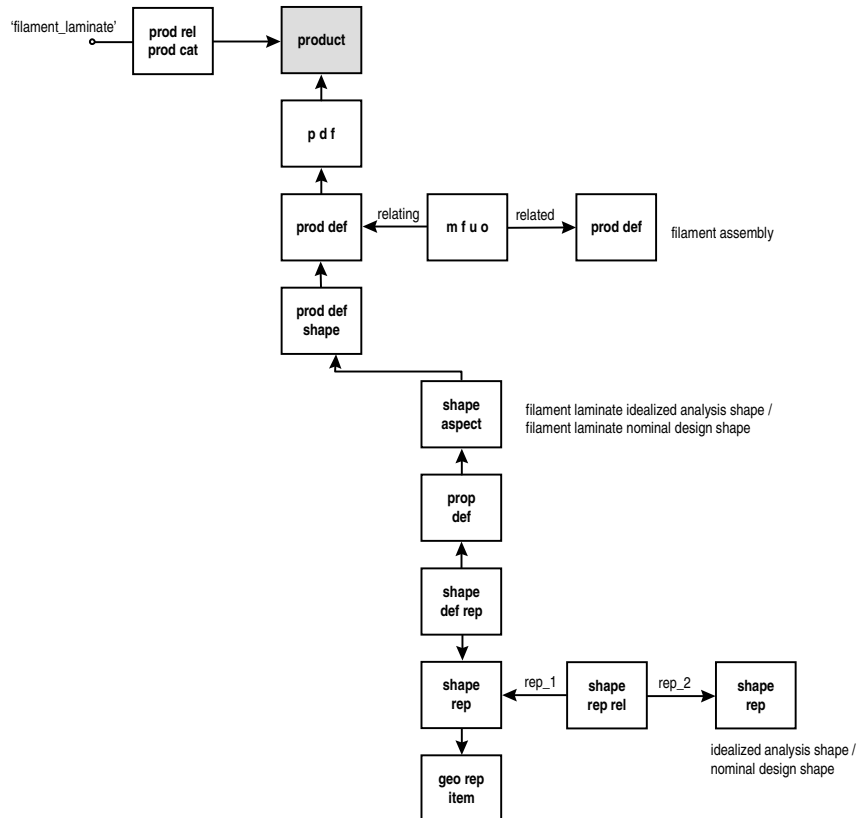 'filament_laminate'
prod rel
prod cat
product
p d f
prod def
relating
m f u o
related
prod def
filament assembly
prod def
shape
shape
aspect
filament laminate idealized analysis shape /
filament laminate nominal design shape
prop
def
shape
def rep
shape
rep
rep_1
shape
rep rel
rep_2
shape
rep
idealized analysis shape /
nominal design shape
geo rep
item